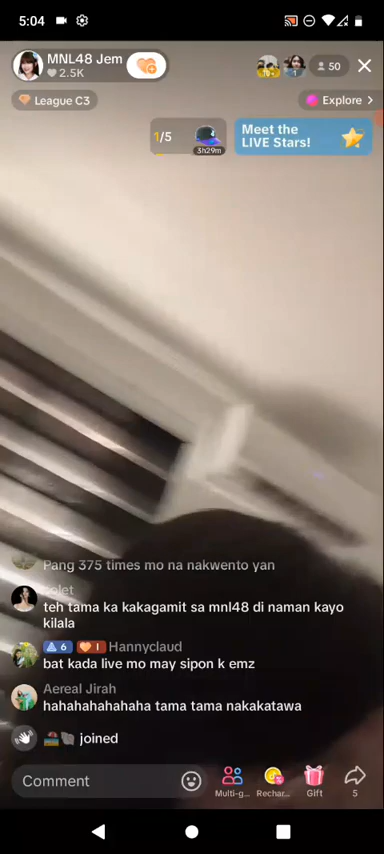 5:04
MNL48 Jem
2.5K
50
League C3
Explore >
1/5
3h29m
Meet the
LIVE Stars!
Pang 375 times mo na nakwento yan
teh tama ka kakagamit sa mnl48 di naman kayo
kilala
6 1 Hannyclaud
bat kada live mo may sipon k emz
Aereal Jirah
hahahahahahaha tama tama nakakatawa
joined
Comment
Multi-g...
Rechar...
Gift
5